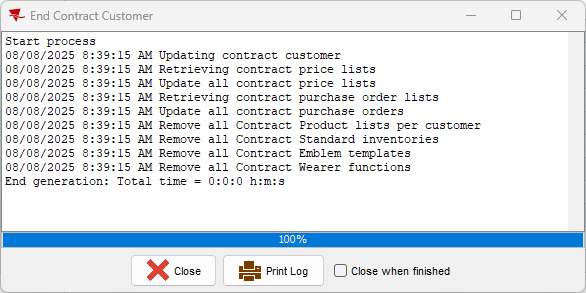 End Contract Customer
Start process
08/08/2025 8:39:15 AM Updating contract customer
08/08/2025 8:39:15 AM Retrieving contract price lists
08/08/2025 8:39:15 AM Update all contract price lists
08/08/2025 8:39:15 AM Retrieving contract purchase order lists
08/08/2025 8:39:15 AM Update all contract purchase orders
08/08/2025 8:39:15 AM Remove all Contract Product lists per customer
08/08/2025 8:39:15 AM Remove all Contract Standard inventories
08/08/2025 8:39:15 AM Remove all Contract Emblem templates
08/08/2025 8:39:15 AM Remove all Contract Wearer functions
End generation: Total time = 0:0:0 h:m:s
100%
Close Print Log Close when finished